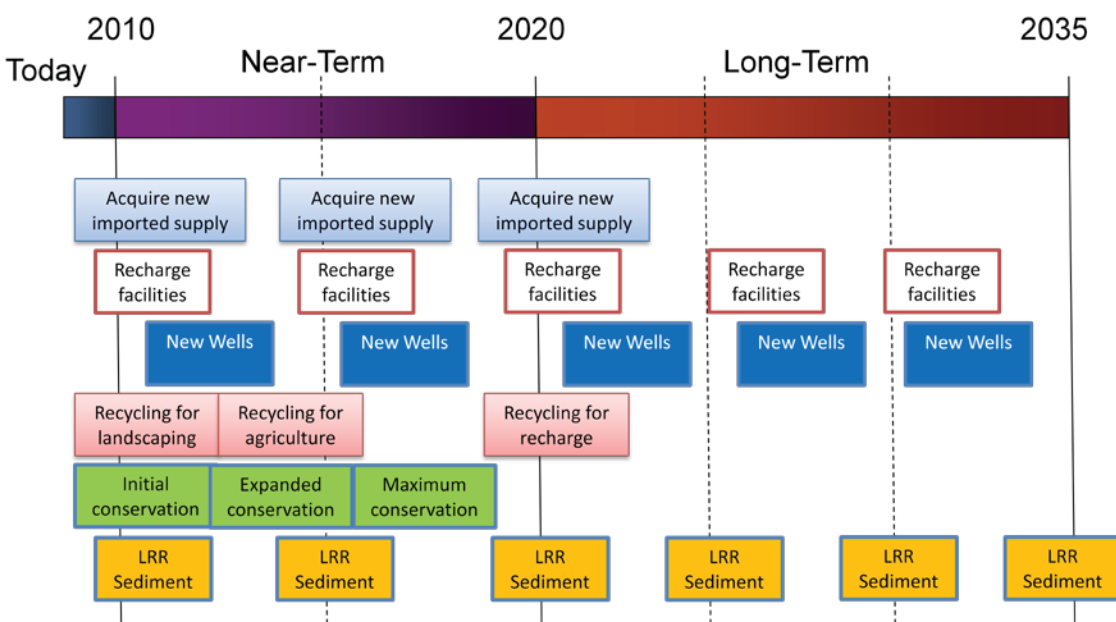 2010
2020
2035
Today
Near-Term
Long-Term
Acquire new
imported supply
Acquire new
imported supply
Acquire new
imported supply
Recharge
facilities
Recharge
facilities
Recharge
facilities
Recharge
facilities
Recharge
facilities
New Wells
New Wells
New Wells
New Wells
New Wells
Recycling for
landscaping
Recycling for
agriculture
Recycling for
recharge
Initial
conservation
Expanded
conservation
Maximum
conservation
LRR
Sediment
LRR
Sediment
LRR
Sediment
LRR
Sediment
LRR
Sediment
LRR
Sediment